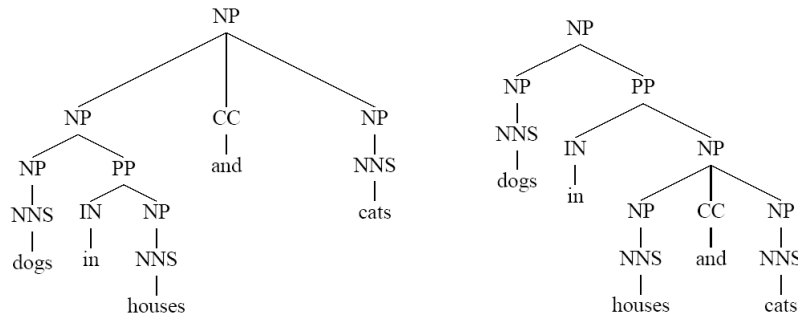 NP
NP CC NP
and
NP PP NNS
cats
NNS IN NP
dogs in NNS
houses
NP
NP PP
NNS IN NP
dogs in
NP CC NP
NNS and NNS
houses cats